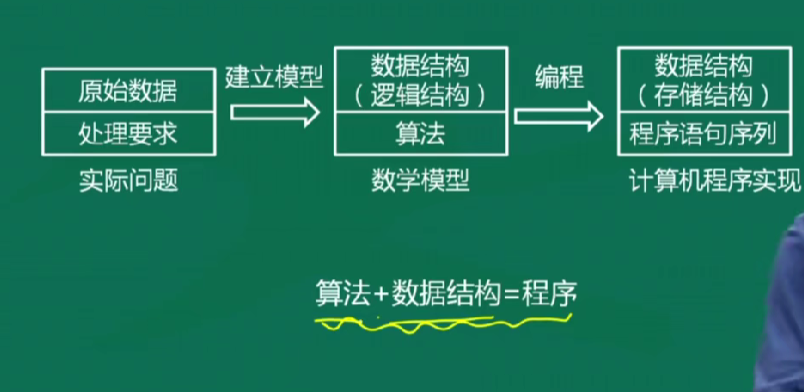 原始数据
处理要求
实际问题
建立模型
数据结构
（逻辑结构）
算法
数学模型
编程
数据结构
（存储结构）
程序语句序列
计算机程序实现
算法+数据结构=程序